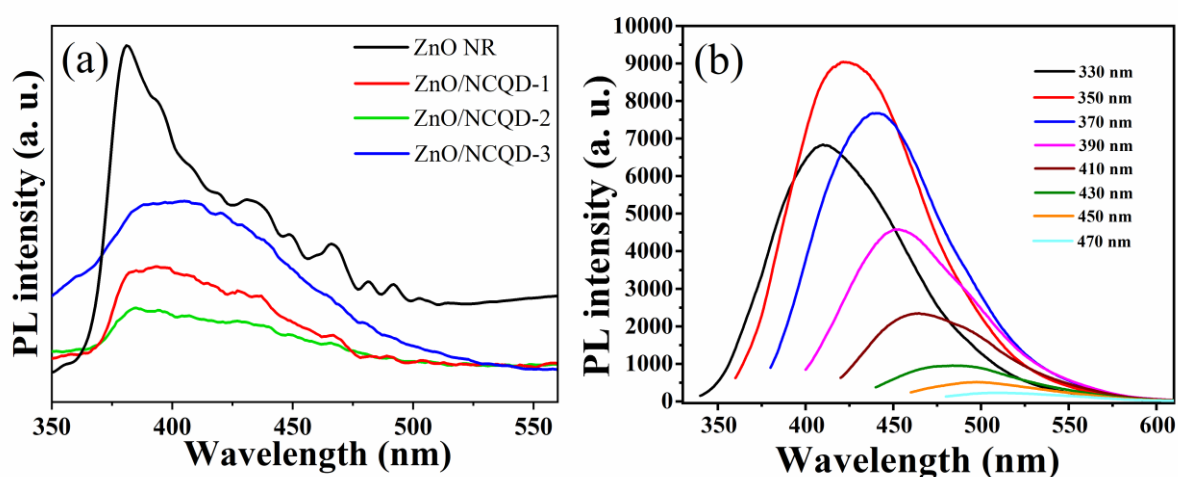 (a)
ZnO NR
ZnO/NCQD-1
ZnO/NCQD-2
ZnO/NCQD-3
PL intensity (a. u.)
350 400 450 500 550
Wavelength (nm)
(b)
10000
9000
8000
7000
6000
5000
4000
3000
2000
1000
0
330 nm
350 nm
370 nm
390 nm
410 nm
430 nm
450 nm
470 nm
PL intensity (a. u.)
350 400 450 500 550 600
Wavelength (nm)